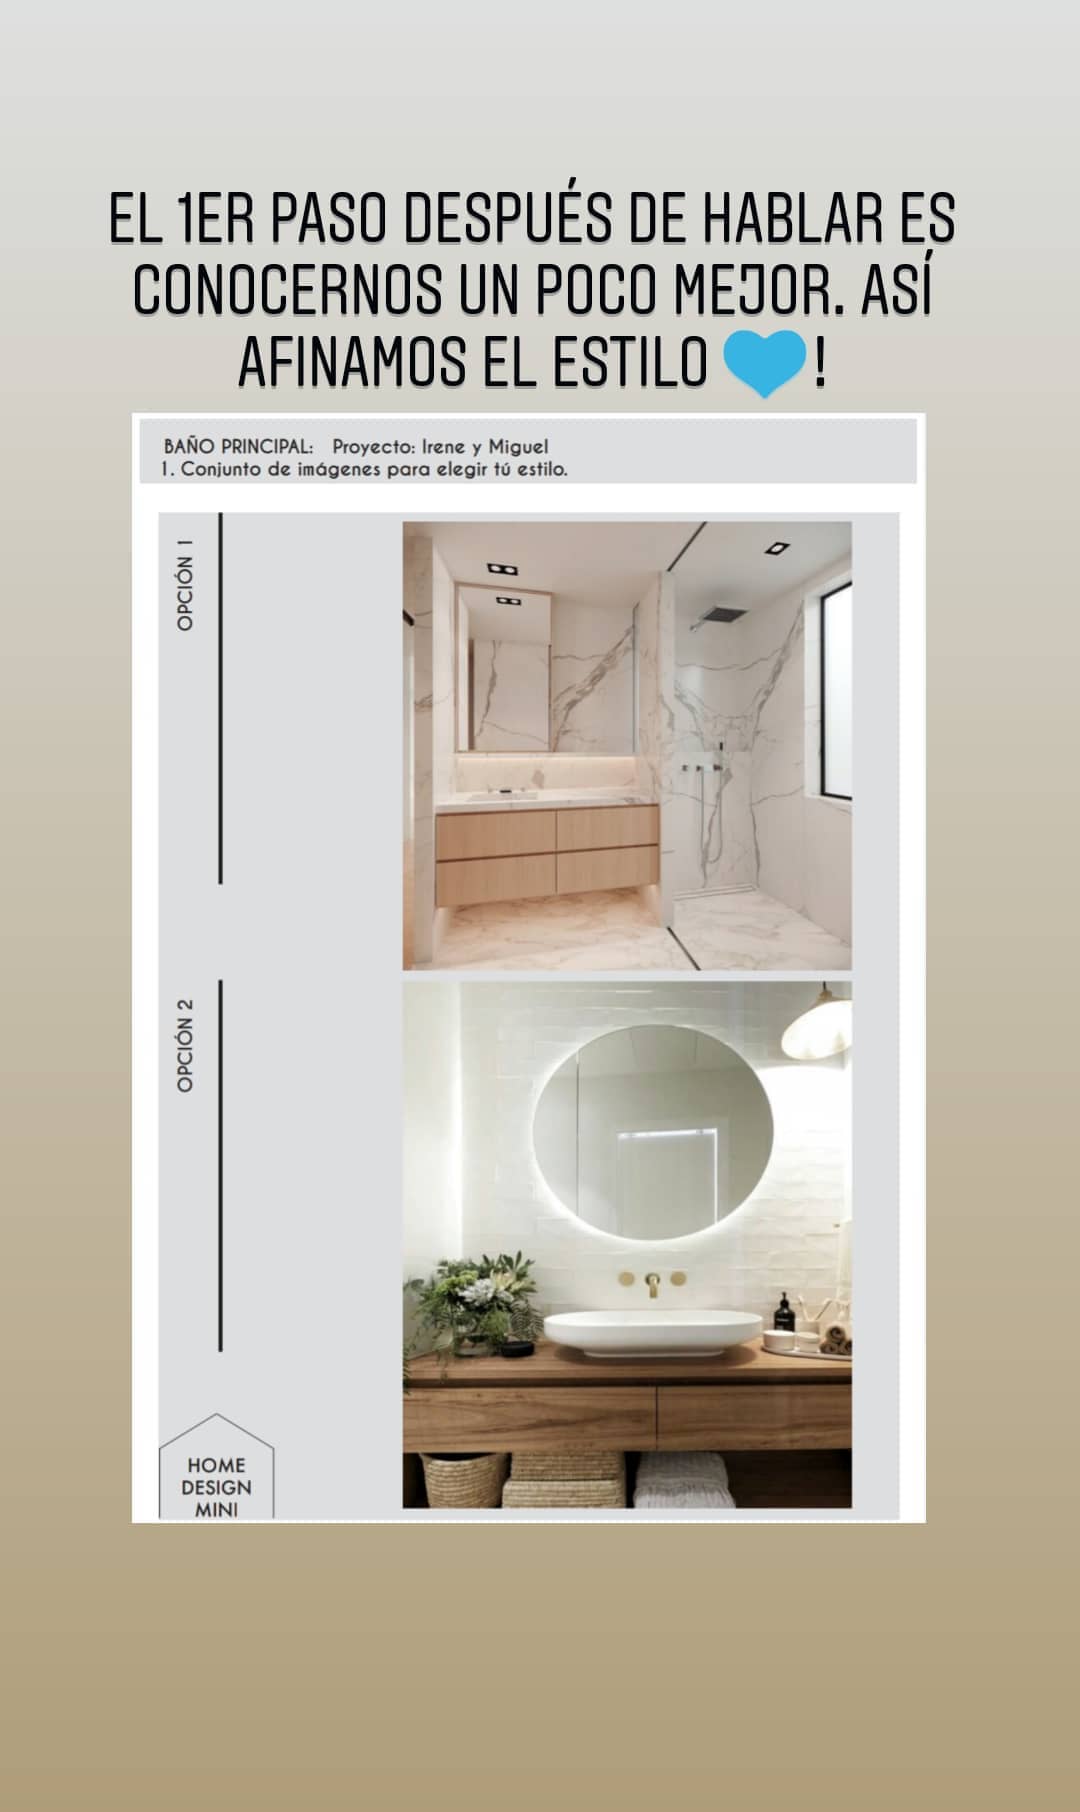 EL 1ER PASO DESPUÉS DE HABLAR ES
CONOCERNOS UN POCO MEJOR. ASÍ
AFINAMOS EL ESTILO 💙!
BAÑO PRINCIPAL: Proyecto: Irene y Miguel
1. Conjunto de imágenes para elegir tú estilo.
OPCIÓN 1
OPCIÓN 2
HOME
DESIGN
MINI